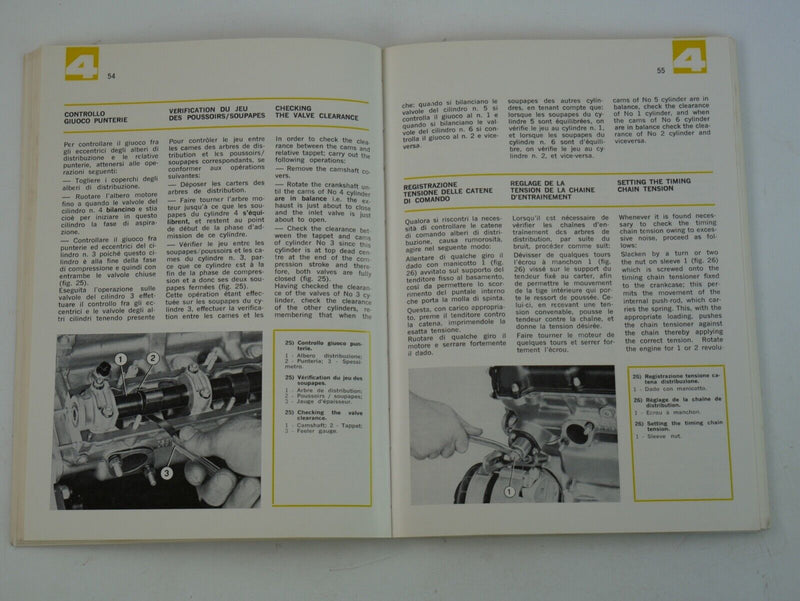 4
54
CONTROLLO
GIUOCO PUNTERIE
Per controllare il giuoco fra
gli eccentrici degli alberi di
distribuzione e le relative
punterie, attenersi alle ope-
razioni seguenti:
— Togliere i coperchi degli
alberi di distribuzione.
— Ruotare l'albero motore
fino a quando le valvole del
cilindro n. 4 bilancino e stia
cioè per iniziare in questo
cilindro la fase di aspira-
zione.
— Controllare il giuoco fra
punterie ed eccentrici del ci-
lindro n. 3 poiché questo ci-
lindro è alla fine della fase
di compressione e quindi con
entrambe le valvole chiuse
(fig. 25).
Eseguita l'operazione sulle
valvole del cilindro 3 effet-
tuare il controllo fra gli ec-
centrici e le valvole degli al-
tri cilindri tenendo presente
VERIFICATION DU JEU
DES POUSSOIRS/SOUPAPES
Pour contrôler le jeu entre
les cames des arbres de dis-
tribution et les poussoirs/
soupapes correspondants, se
conformer aux opérations
suivantes:
— Déposer les carters des
arbres de distribution.
— Faire tourner l'arbre mo-
teur jusqu'à ce que les sou-
papes du cylindre 4 s'équi-
librent, et restent au point
de début de la phase d'ad-
mission de ce cylindre.
— Vérifier le jeu entre les
soupapes/poussoirs et les ca-
mes du cylindre n. 3, par-
ce que ce cylindre est à la
fin de la phase de compres-
sion et a donc ses deux sou-
papes fermées (fig. 25).
Cette opération étant effec-
tuée sur les soupapes du cy-
lindre 3, effectuer la vérifica-
tion entre les cames et les
CHECKING
THE VALVE CLEARANCE
In order to check the clea-
rance between the cams and
relative tappet; carry out the
following operations:
— Remove the camshaft co-
vers.
— Rotate the crankshaft un-
til the cams of No 4 cylinder
are in balance i.e. the ex-
haust is just about to close
and the inlet valve is just
about to open.
— Check the clearance bet-
ween the tappet and cams
of cylinder No 3 since this
cylinder is at top dead cen-
tre at the end of the com-
pression stroke and there-
fore, both valves are fully
closed (fig. 25).
Having checked the clearan-
ce of the valves of No 3 cy-
linder, check the clearance
of the other cylinders, re-
membering that when the
1
2
3
25) Controllo giuoco pun-
terie.
1 - Albero distribuzione;
2 - Punteria; 3 - Spessi-
metro.
25) Vérification du jeu des
soupapes.
1 - Arbre de distribution;
2 - Poussoirs / soupapes;
3 - Jauge d'épaisseur.
25) Checking the valve
clearance.
1 - Camshaft; 2 - Tappet;
3 - Feeler gauge.
55
4
che: quando si bilanciano le
valvole del cilindro n. 5 si
controlla il giuoco al n. 1 e
quando si bilanciano le val-
vole del cilindro n. 6 si con-
trolla il giuoco al n. 2 e vice-
versa.
soupapes des autres cylin-
dres, en tenant compte que:
lorsque les soupapes du cy-
lindre 5 sont équilibrées, on
vérifie le jeu au cylindre n. 1,
et lorsque les soupapes du
cylindre n. 6 sont d'équili-
bre, on vérifie le jeu au cy-
lindre n. 2, et vice-versa.
cams of No 5 cylinder are in
balance, check the clearance
of No 1 cylinder, and when
the cams of No 6 cylinder
are in balance check the clea-
rance of No 2 cylinder and
viceversa.
REGISTRAZIONE
TENSIONE DELLE CATENE
DI COMANDO
Qualora si riscontri la neces-
sità di controllare le catene
di comando alberi di distri-
buzione, causa rumorosità,
agire nel seguente modo:
Allentare di qualche giro il
dado con manicotto 1 (fig.
26) avvitato sul supporto del
tenditore fisso al basamento,
così da permettere lo scor-
rimento del puntale interno
che porta la molla di spinta.
Questa, con carico appropria-
to, preme il tenditore contro
la catena, imprimendole la
esatta tensione.
Ruotare di qualche giro il
motore e serrare fortemente
il dado.
REGLAGE DE LA
TENSION DE LA CHAINE
D'ENTRAINEMENT
Lorsqu'il est nécessaire de
vérifier les chaînes d'en-
traînement des arbres de
distribution, par suite du
bruit, procéder comme suit:
Dévisser de quelques tours
l'écrou à manchon 1 (fig.
26) vissé sur le support du
tendeur fixé au carter, afin
de permettre le mouvement
de la tige intérieure qui por-
te le ressort de poussée. Ce-
lui-ci, en recevant une ten-
sion convenable, pousse le
tendeur contre la chaîne, et
donne la tension désirée.
Faire tourner le moteur de
quelques tours et serrer for-
tement l'écrou.
SETTING THE TIMING
CHAIN TENSION
Whenever it is found neces-
sary to check the timing
chain tension owing to exces-
sive noise, proceed as fol-
lows:
Slacken by a turn or two
the nut on sleeve 1 (fig. 26)
which is screwed onto the
timing chain tensioner fixed
to the crankcase; this per-
mits the movement of the
internal push-rod, which car-
ries the spring. This, with the
appropriate loading, pushes
the chain tensioner against
the chain thereby applying
the correct tension. Rotate
the engine for 1 or 2 revolu-
1
26) Registrazione tensione ca-
tena distribuzione.
1 - Dado con manicotto.
26) Réglage de la chaîne de
distribution.
1 - Ecrou à manchon.
26) Setting the timing chain
tension.
1 - Sleeve nut.